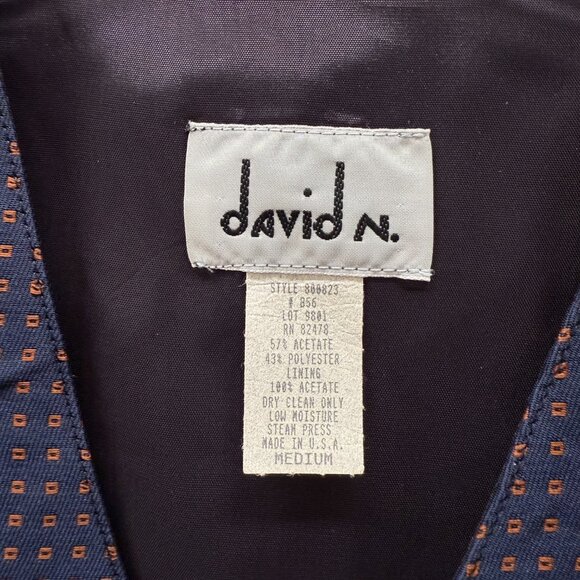 david N.
STYLE 800823
# 856
LOT 9801
RN 82478
57% ACETATE
43% POLYESTER
LINING
100% ACETATE
DRY CLEAN ONLY
LOW MOISTURE
STEAM PRESS
MADE IN U.S.A.
MEDIUM